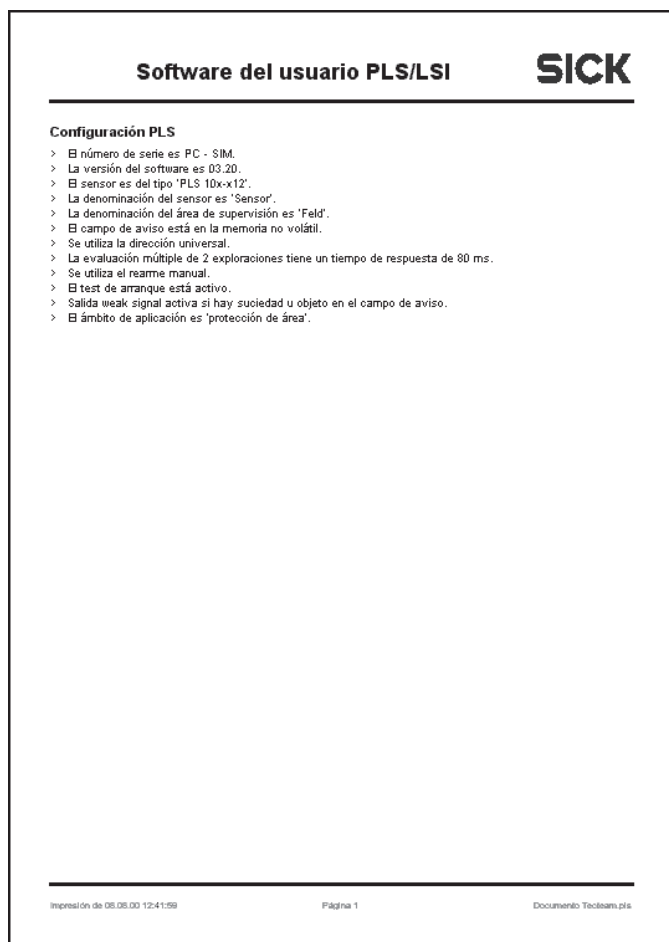 Software del usuario PLS/LSI
SICK
Configuración PLS
> El número de serie es PC - SIM.
> La versión del software es 03.20.
> El sensor es del tipo 'PLS 10x-x12'.
> La denominación del sensor es 'Sensor'.
> La denominación del área de supervisión es 'Feld'.
> El campo de aviso está en la memoria no volátil.
> Se utiliza la dirección universal.
> La evaluación múltiple de 2 exploraciones tiene un tiempo de respuesta de 80 ms.
> Se utiliza el rearme manual.
> El test de arranque está activo.
> Salida weak signal activa si hay suciedad u objeto en el campo de aviso.
> El ámbito de aplicación es 'protección de área'.
Impresión de 08.08.00 12:41:59
Página 1
Documento Tecteam.pls